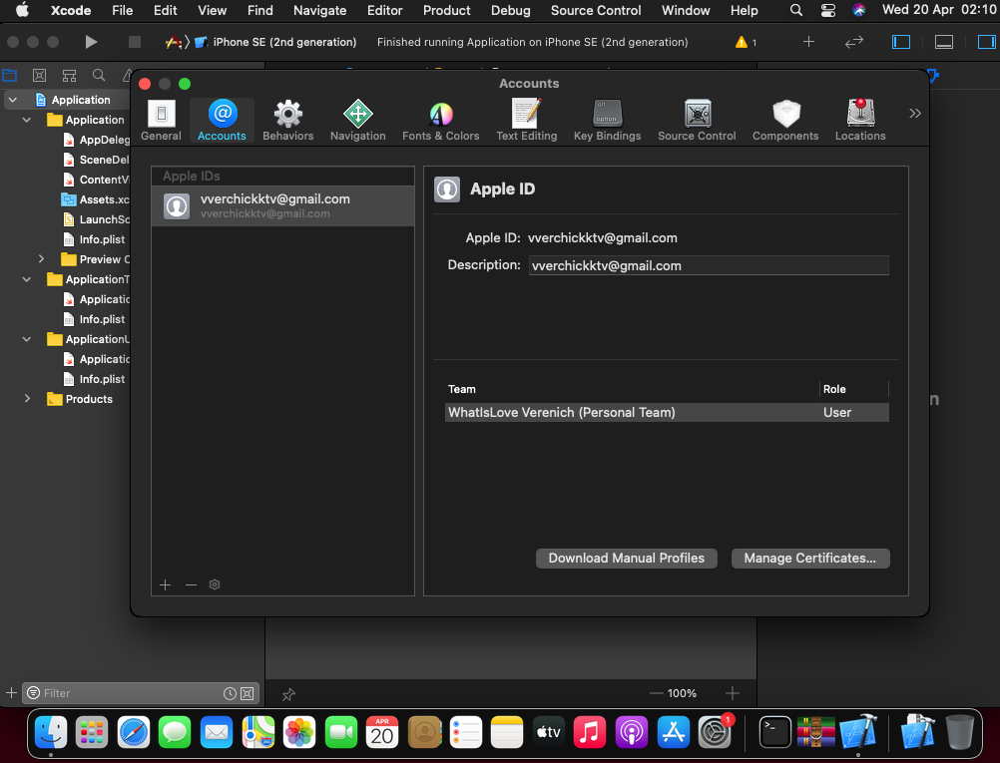 Xcode File Edit View Find Navigate Editor Product Debug Source Control Window Help Wed 20 Apr 02:10
iPhone SE (2nd generation) Finished running Application on iPhone SE (2nd generation) 1
Accounts
General Accounts Behaviors Navigation Fonts & Colors Text Editing Key Bindings Source Control Components Locations
off
option
Application
Application
AppDeleg
SceneDel
ContentVi
Assets.xc
LaunchSc
Info.plist
Preview C
ApplicationT
Applicatio
Info.plist
ApplicationU
Applicatio
Info.plist
Products
Apple IDs
vverchickktv@gmail.com
vverchickktv@gmail.com
Apple ID
Apple ID: vverchickktv@gmail.com
Description: vverchickktv@gmail.com
Team Role
WhatIsLove Verenich (Personal Team) User
Download Manual Profiles Manage Certificates...
n
Filter
100%
APR
20
tv
1